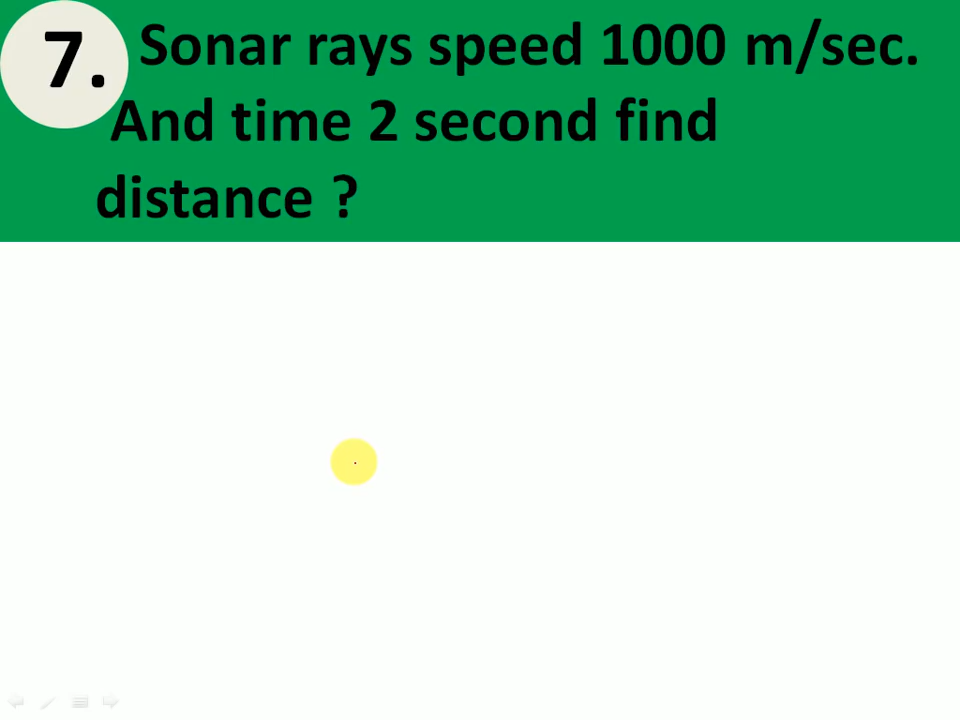 7. Sonar rays speed 1000 m/sec.
And time 2 second find
distance ?